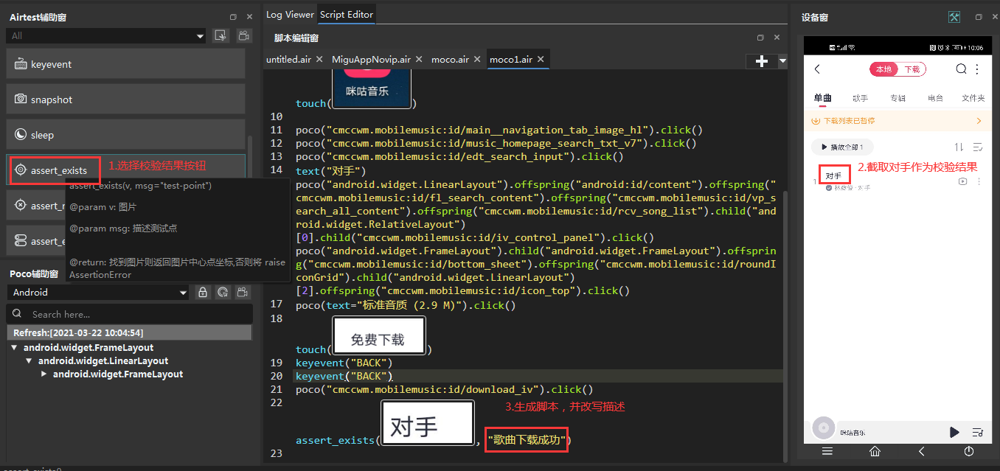 Airtest辅助窗
All
keyevent
snapshot
sleep
assert_exists
1.选择校验结果按钮
assert_exists(v, msg="test-point")
@param v: 图片
@param msg: 描述测试点
@return: 找到图片则返回图片中心点坐标,否则将 raise
AssertionError
assert_n
assert_e
Poco辅助窗
Android
Search here...
Refresh:[2021-03-22 10:04:54]
android.widget.FrameLayout
android.widget.LinearLayout
android.widget.FrameLayout
assert_exists()
Log Viewer
Script Editor
脚本编辑窗
untitled.air
MiguAppNovip.air
moco.air
moco1.air
咪咕音乐
touch( )
10
11 poco("cmccwm.mobilemusic:id/main__navigation_tab_image_hl").click()
12 poco("cmccwm.mobilemusic:id/music_homepage_search_txt_v7").click()
13 poco("cmccwm.mobilemusic:id/edt_search_input").click()
14 text("对手")
poco("android.widget.LinearLayout").offspring("android:id/content").offspring("
cmccwm.mobilemusic:id/fl_search_content").offspring("cmccwm.mobilemusic:id/vp_s
earch_all_content").offspring("cmccwm.mobilemusic:id/rcv_song_list").child("and
roid.widget.RelativeLayout")
[0].child("cmccwm.mobilemusic:id/iv_control_panel").click()
poco("android.widget.FrameLayout").child("android.widget.FrameLayout").offsprin
g("cmccwm.mobilemusic:id/bottom_sheet").offspring("cmccwm.mobilemusic:id/roundI
conGrid").child("android.widget.LinearLayout")
[2].offspring("cmccwm.mobilemusic:id/icon_top").click()
17 poco(text="标准音质 (2.9 M)").click()
18
免费下载
touch( )
19 keyevent("BACK")
20 keyevent("BACK")
21 poco("cmccwm.mobilemusic:id/download_iv").click()
22
3.生成脚本，并改写描述
对手
assert_exists( , "歌曲下载成功")
23
设备窗
10:06
本地 下载
单曲 歌手 专辑 电台 文件夹
下载列表已暂停
播放全部 1
2.截取对手作为校验结果
1
对手
林俊俊 · 对手
咪咕音乐